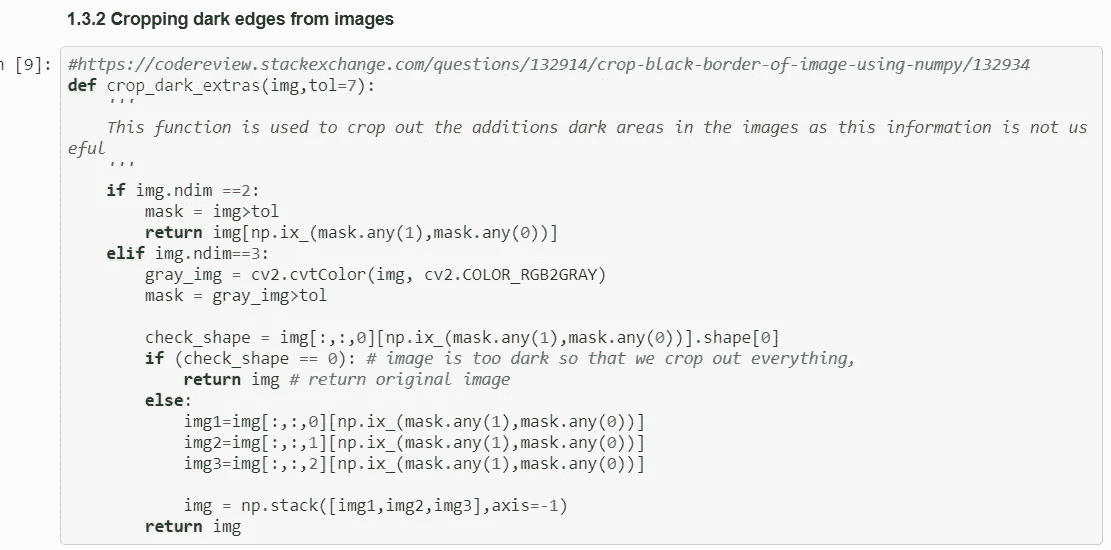 1.3.2 Cropping dark edges from images
n [9]: #https://codereview.stackexchange.com/questions/132914/crop-black-border-of-image-using-numpy/132934
def crop_dark_extras(img,tol=7):
    '''
    This function is used to crop out the additions dark areas in the images as this information is not us
eful
    '''
    if img.ndim ==2:
        mask = img>tol
        return img[np.ix_(mask.any(1),mask.any(0))]
    elif img.ndim==3:
        gray_img = cv2.cvtColor(img, cv2.COLOR_RGB2GRAY)
        mask = gray_img>tol

        check_shape = img[:,:,0][np.ix_(mask.any(1),mask.any(0))].shape[0]
        if (check_shape == 0): # image is too dark so that we crop out everything,
            return img # return original image
        else:
            img1=img[:,:,0][np.ix_(mask.any(1),mask.any(0))]
            img2=img[:,:,1][np.ix_(mask.any(1),mask.any(0))]
            img3=img[:,:,2][np.ix_(mask.any(1),mask.any(0))]

            img = np.stack([img1,img2,img3],axis=-1)
        return img